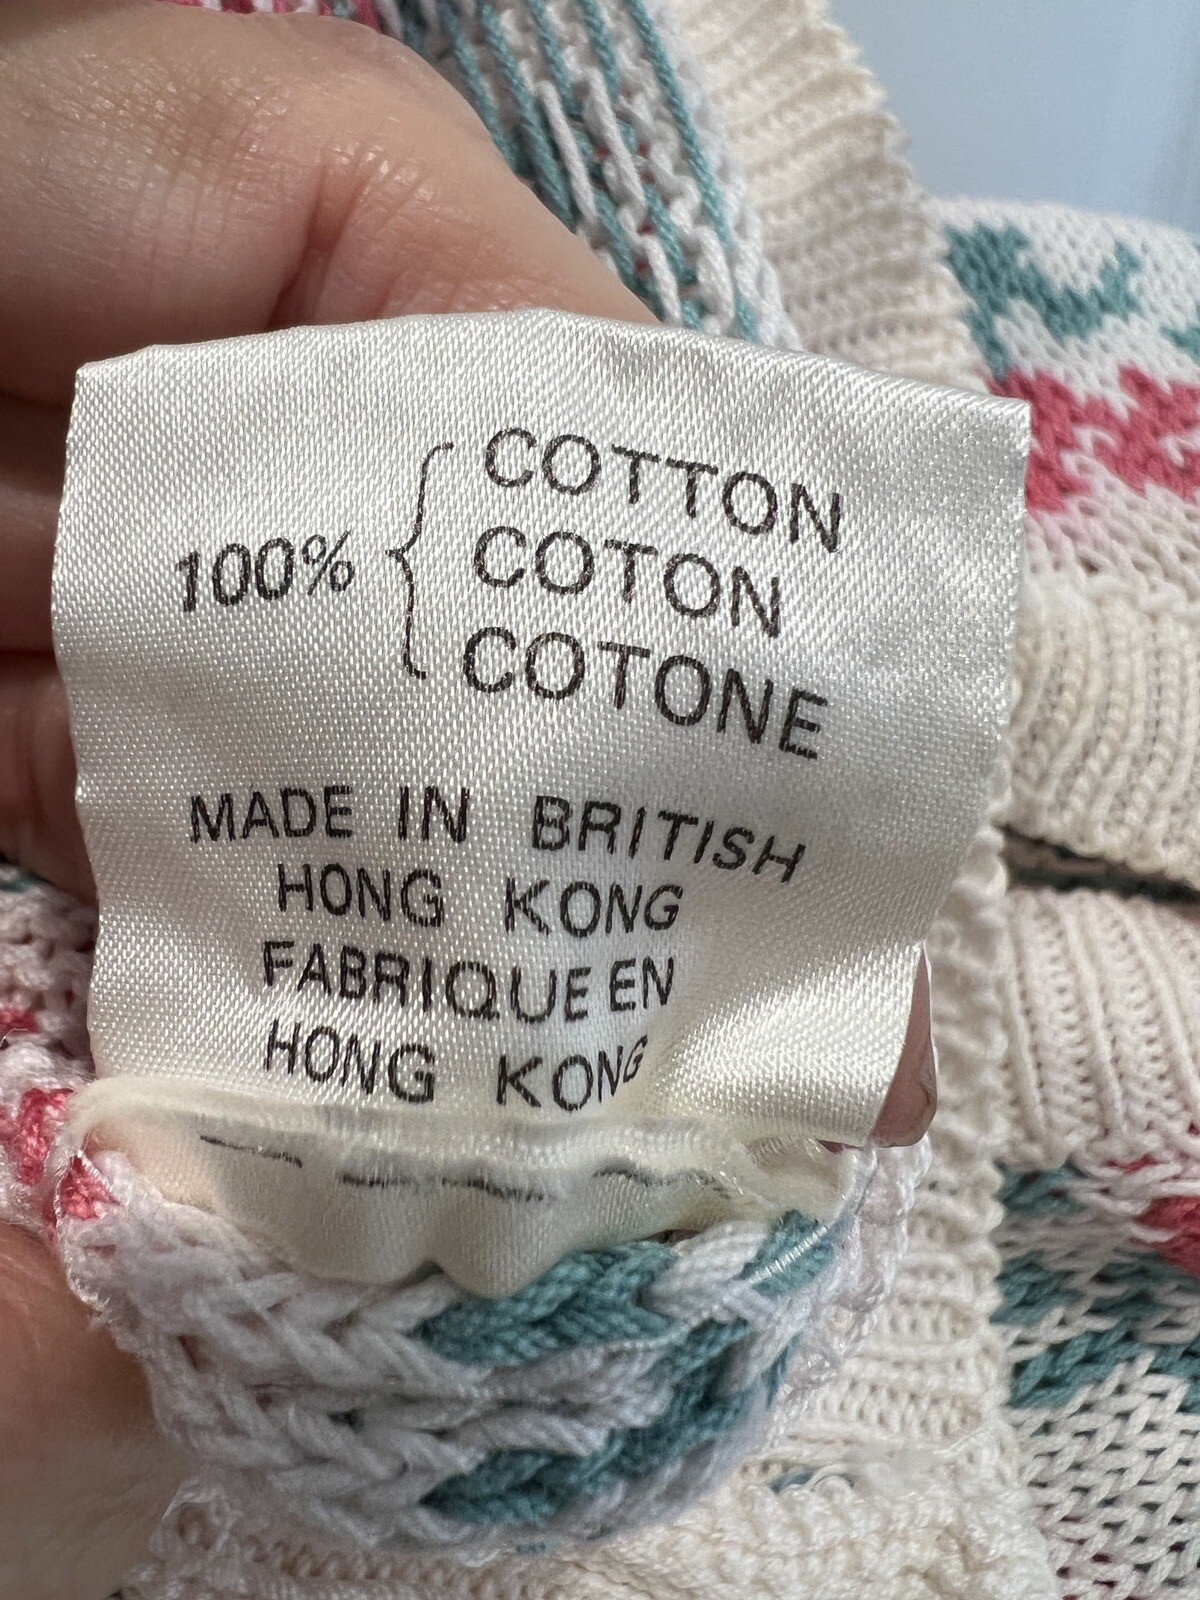 100% { COTTON
COTON
COTONE
MADE IN BRITISH
HONG KONG
FABRIQUE EN
HONG KONG